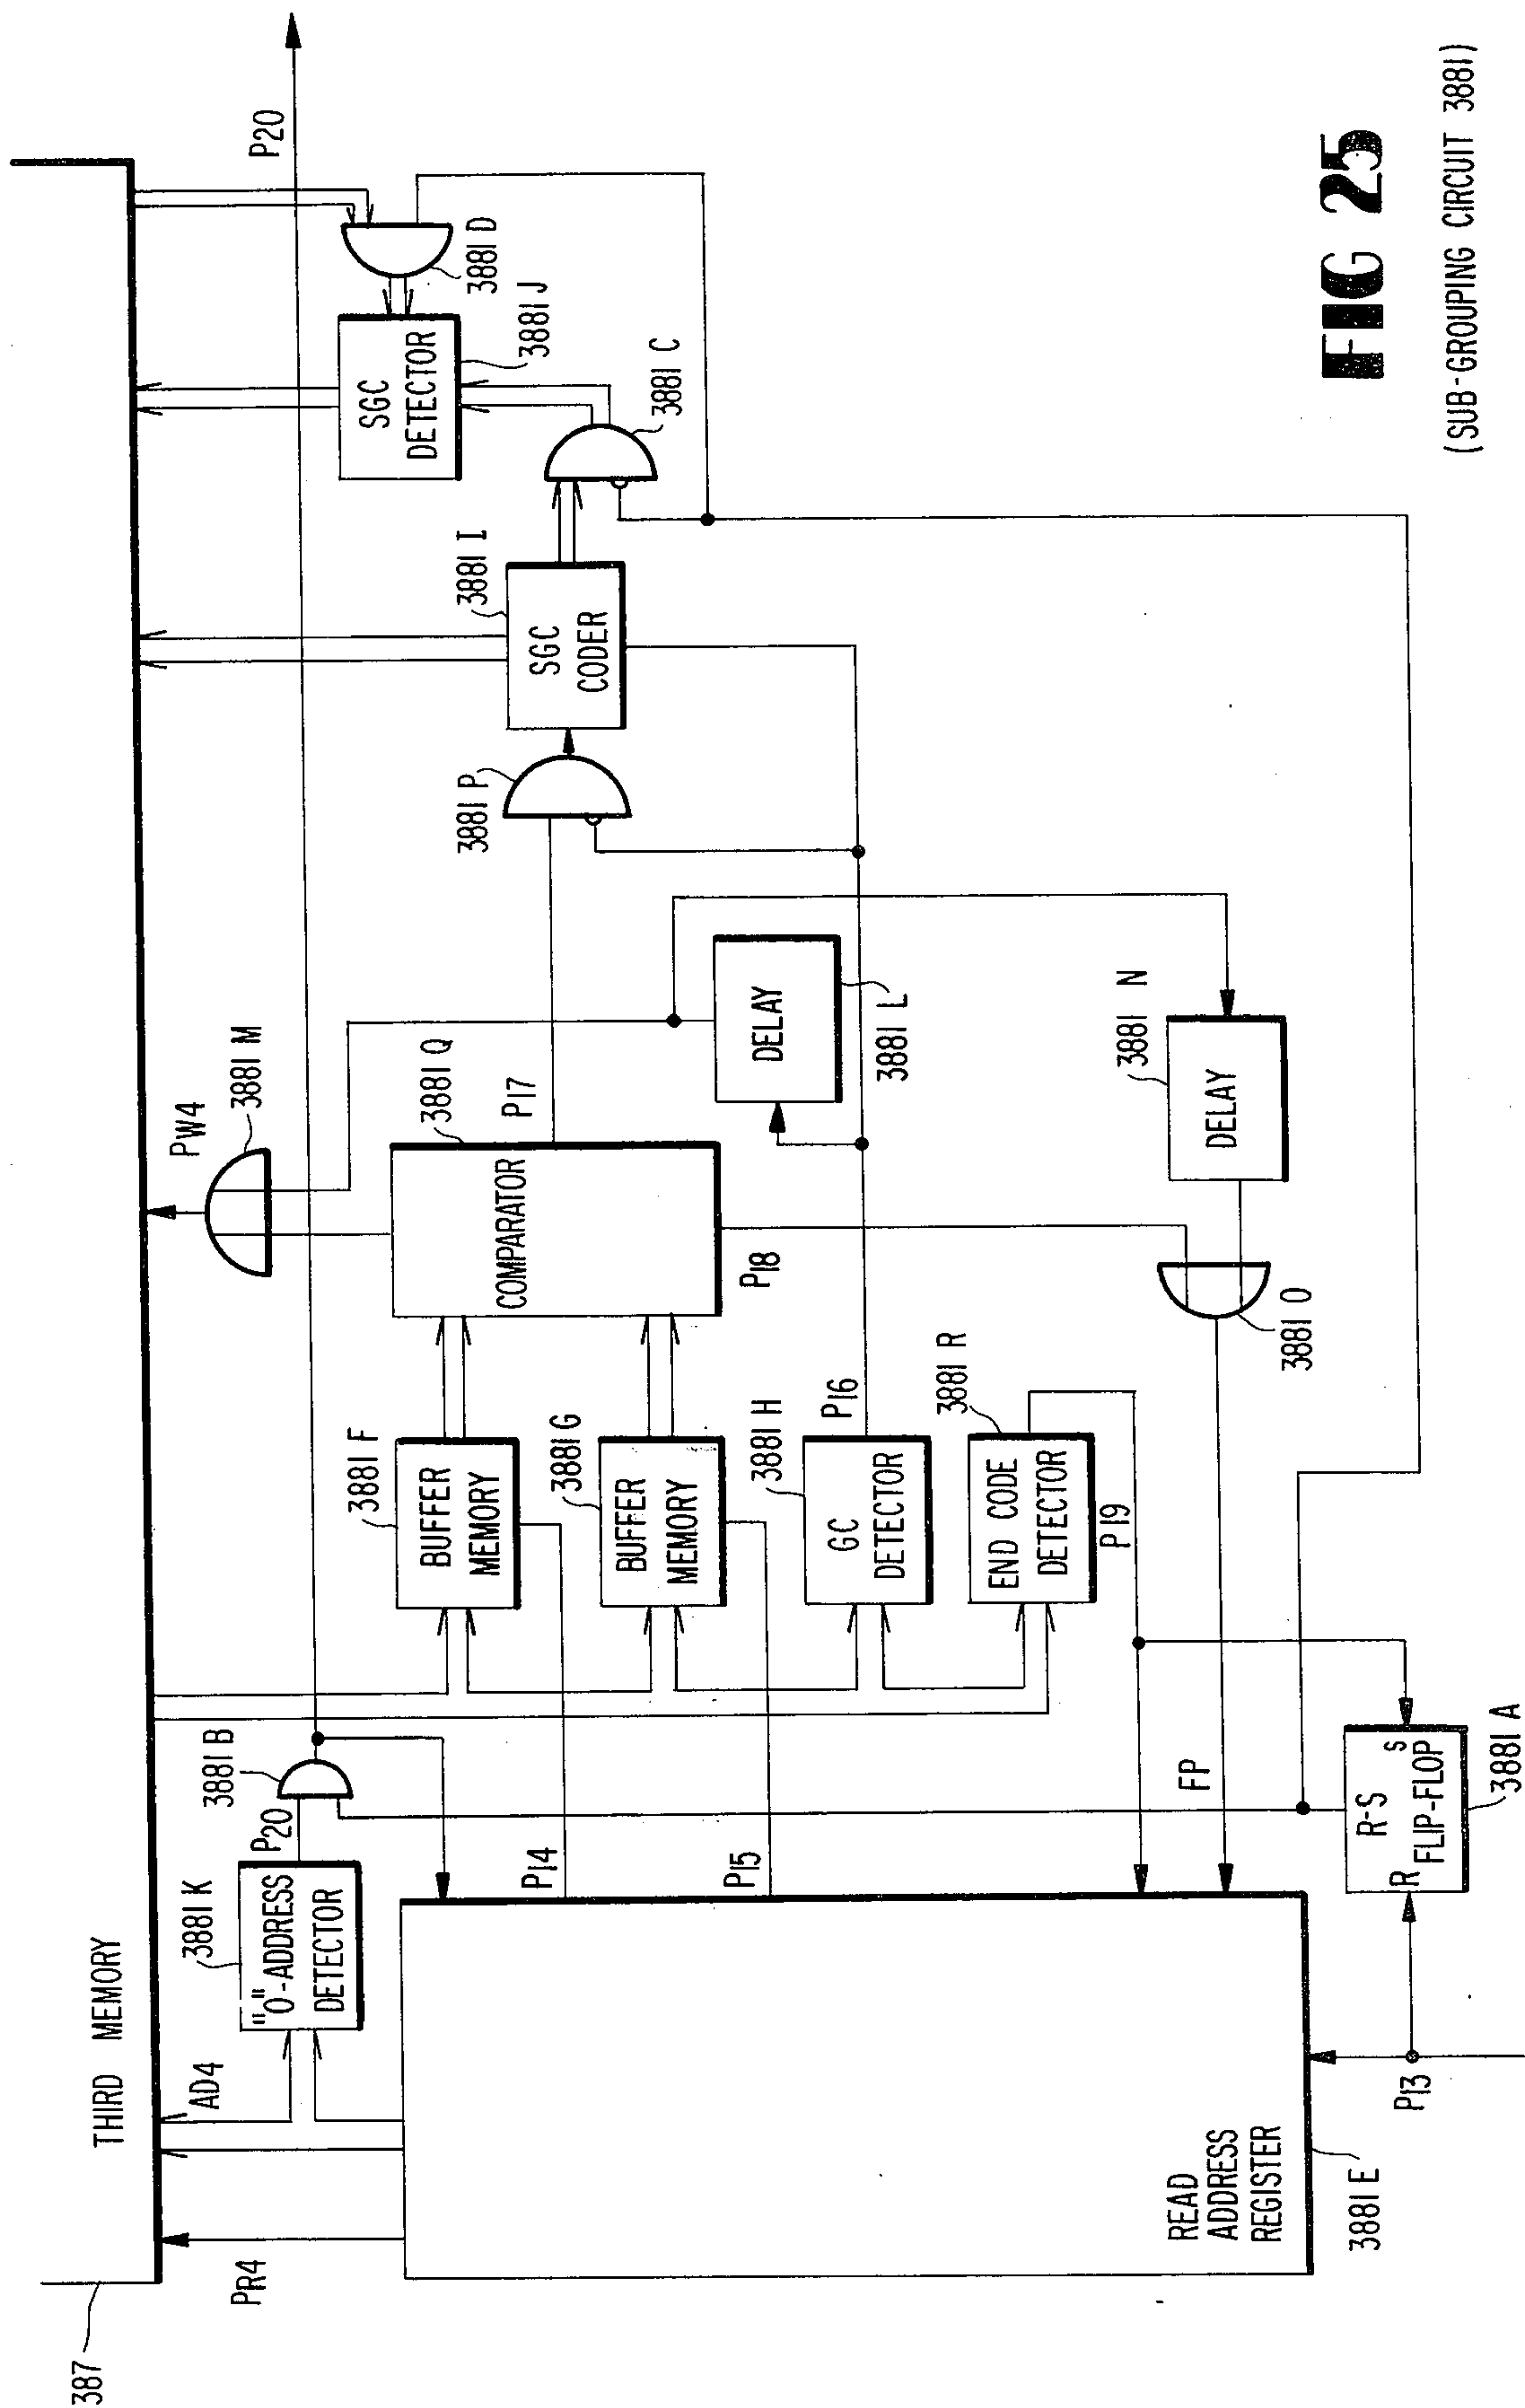 387
THIRD MEMORY
PR4
AD4
3881 K
"0"-ADDRESS
DETECTOR
P20
3881 B
P20
READ
ADDRESS
REGISTER
3881 E
P14
P15
P13
R-S
FLIP-FLOP
R
S
3881 A
FP
P19
3881 F
BUFFER
MEMORY
3881 G
BUFFER
MEMORY
3881 H
GC
DETECTOR
P16
3881 R
END CODE
DETECTOR
PW4
3881 M
3881 Q
COMPARATOR
P17
P18
3881 O
DELAY
3881 L
3881 N
DELAY
3881 P
3881 I
SGC
CODER
3881 C
SGC
DETECTOR
3881 J
3881 D
FIG 25
(SUB-GROUPING CIRCUIT 3881)